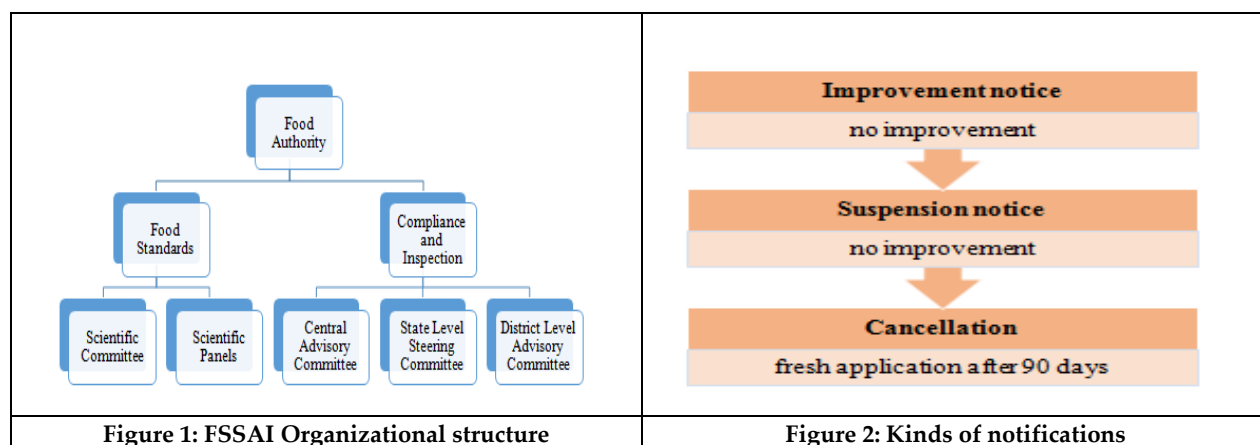 Food
Authority
Food
Standards
Compliance
and
Inspection
Scientific
Committee
Scientific
Panels
Central
Advisory
Committee
State Level
Steering
Committee
District Level
Advisory
Committee
Figure 1: FSSAI Organizational structure
Improvement notice
no improvement
Suspension notice
no improvement
Cancellation
fresh application after 90 days
Figure 2: Kinds of notifications